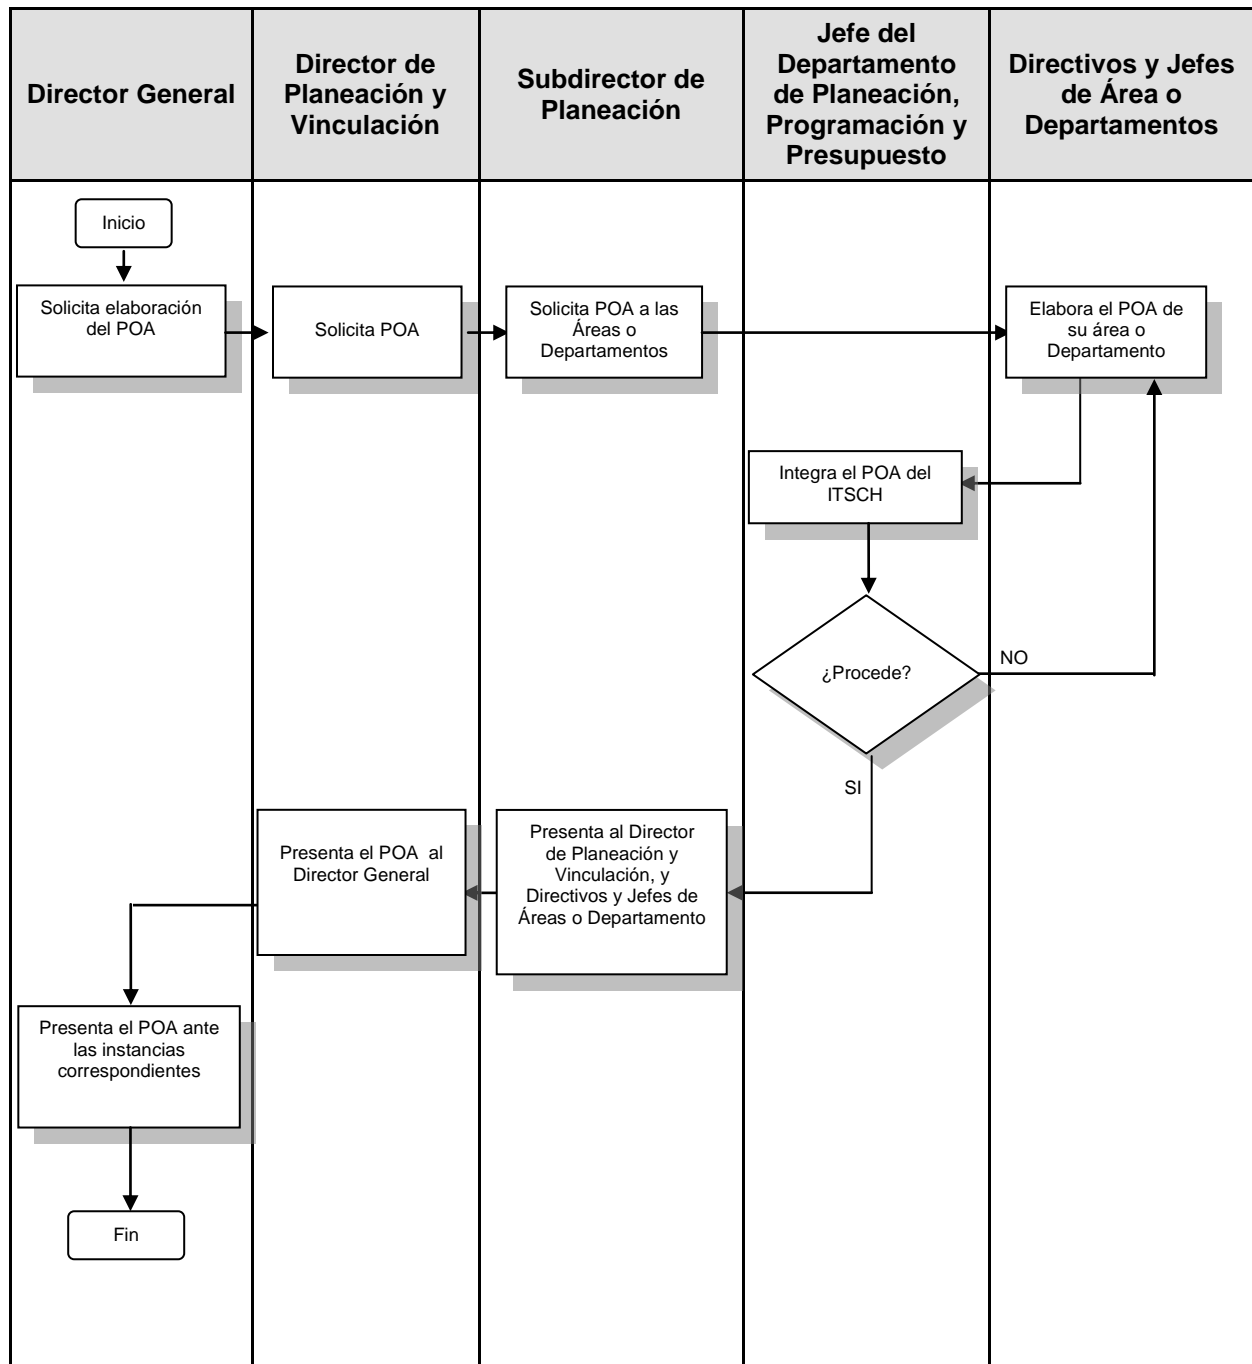 Director General
Director de
Planeación y
Vinculación
Subdirector de
Planeación
Jefe del
Departamento
de Planeación,
Programación y
Presupuesto
Directivos y Jefes
de Área o
Departamentos
Inicio
Solicita elaboración
del POA
Solicita POA
Solicita POA a las
Áreas o
Departamentos
Elabora el POA de
su área o
Departamento
Integra el POA del
ITSCH
¿Procede?
NO
SI
Presenta al Director
de Planeación y
Vinculación, y
Directivos y Jefes de
Áreas o Departamento
Presenta el POA al
Director General
Presenta el POA ante
las instancias
correspondientes
Fin